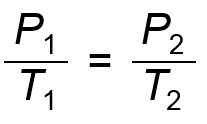 P₁/T₁ = P₂/T₂